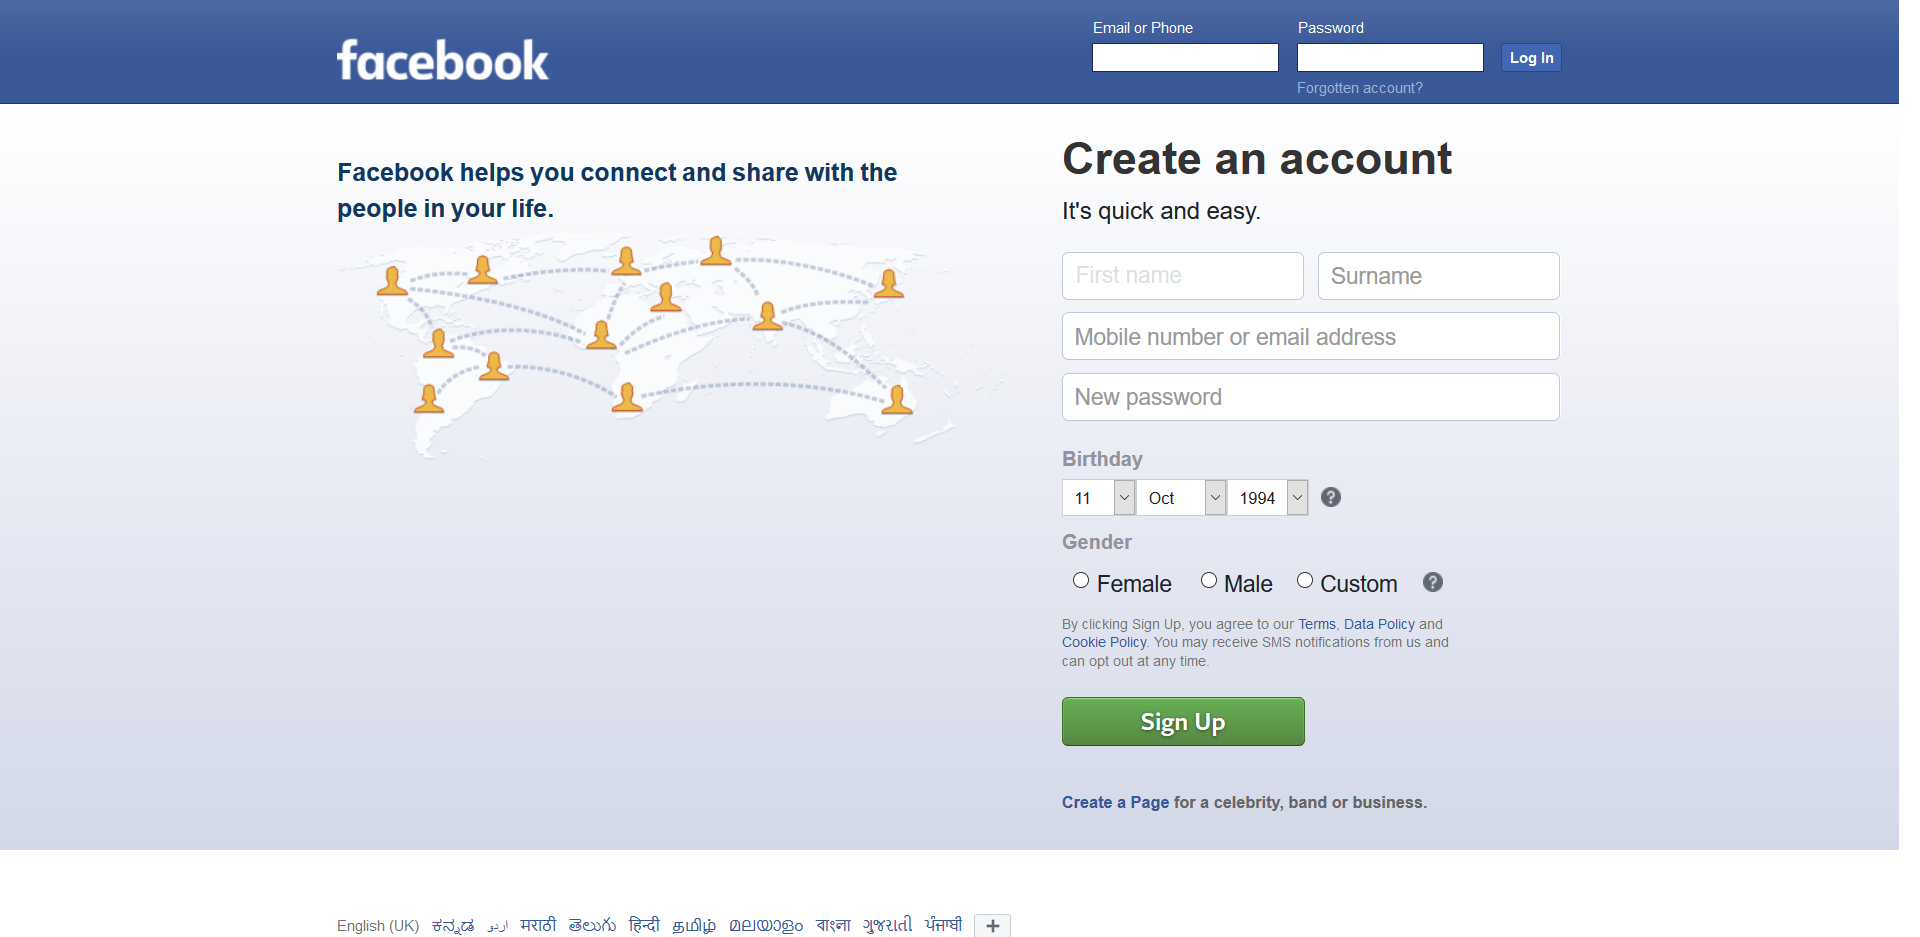 facebook
Email or Phone
Password
Log In
Forgotten account?
Facebook helps you connect and share with the
people in your life.
Create an account
It's quick and easy.
First name
Surname
Mobile number or email address
New password
Birthday
11 Oct 1994 ?
Gender
Female Male Custom ?
By clicking Sign Up, you agree to our Terms, Data Policy and
Cookie Policy. You may receive SMS notifications from us and
can opt out at any time.
Sign Up
Create a Page for a celebrity, band or business.
English (UK) ಕನ್ನಡ اردو मराठी తెలుగు हिन्दी தமிழ் മലയാളം বাংলা ગુજરાતી ਪੰਜਾਬੀ +